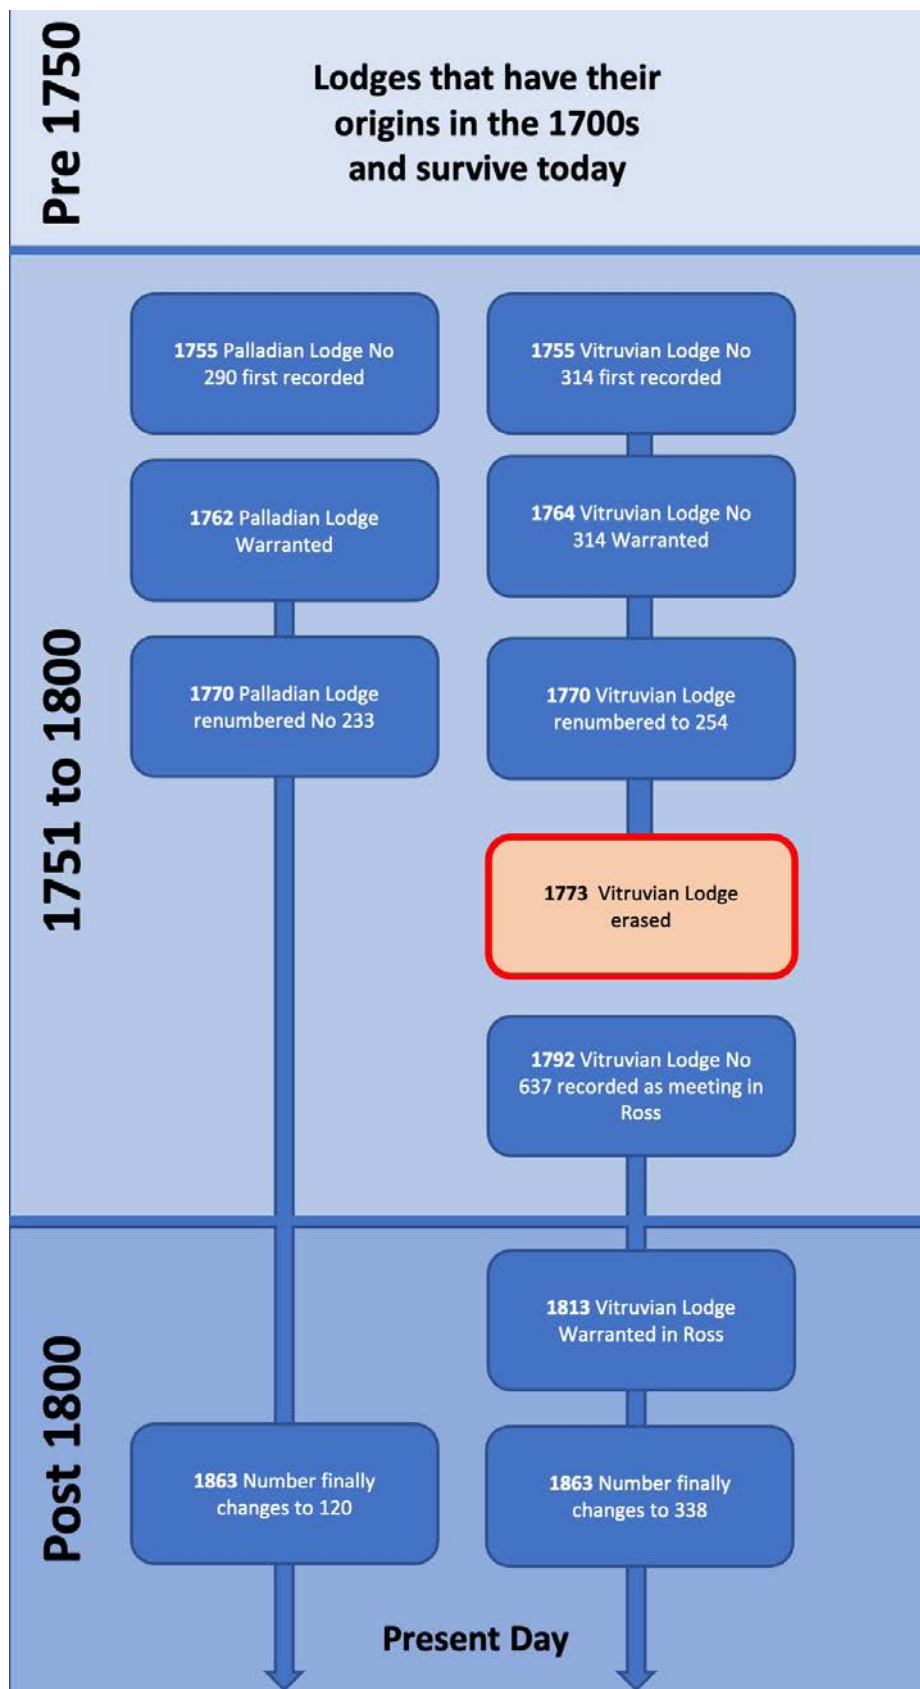 Pre 1750
Lodges that have their
origins in the 1700s
and survive today
1751 to 1800
1755 Palladian Lodge No
290 first recorded
1755 Vitruvian Lodge No
314 first recorded
1762 Palladian Lodge
Warranted
1764 Vitruvian Lodge No
314 Warranted
1770 Palladian Lodge
renumbered No 233
1770 Vitruvian Lodge
renumbered to 254
1773 Vitruvian Lodge
erased
1792 Vitruvian Lodge No
637 recorded as meeting in
Ross
Post 1800
1813 Vitruvian Lodge
Warranted in Ross
1863 Number finally
changes to 120
1863 Number finally
changes to 338
Present Day